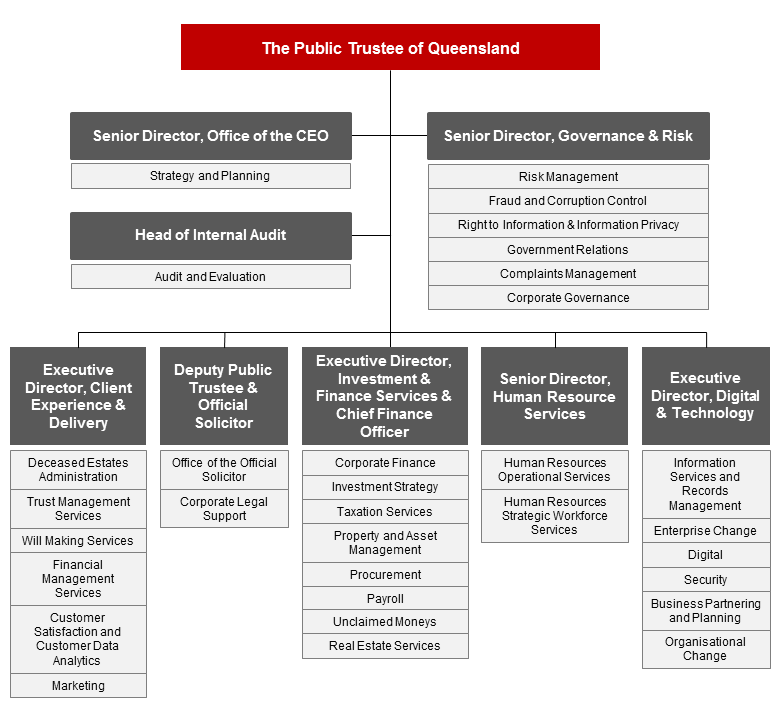 The Public Trustee of Queensland
Senior Director, Office of the CEO
Strategy and Planning
Senior Director, Governance & Risk
Risk Management
Fraud and Corruption Control
Right to Information & Information Privacy
Government Relations
Complaints Management
Corporate Governance
Head of Internal Audit
Audit and Evaluation
Executive
Director, Client
Experience &
Delivery
Deceased Estates
Administration
Trust Management
Services
Will Making Services
Financial
Management
Services
Customer
Satisfaction and
Customer Data
Analytics
Marketing
Deputy Public
Trustee &
Official
Solicitor
Office of the Official
Solicitor
Corporate Legal
Support
Executive Director,
Investment &
Finance Services &
Chief Finance
Officer
Corporate Finance
Investment Strategy
Taxation Services
Property and Asset
Management
Procurement
Payroll
Unclaimed Moneys
Real Estate Services
Senior Director,
Human Resource
Services
Human Resources
Operational Services
Human Resources
Strategic Workforce
Services
Executive
Director, Digital
& Technology
Information
Services and
Records
Management
Enterprise Change
Digital
Security
Business Partnering
and Planning
Organisational
Change